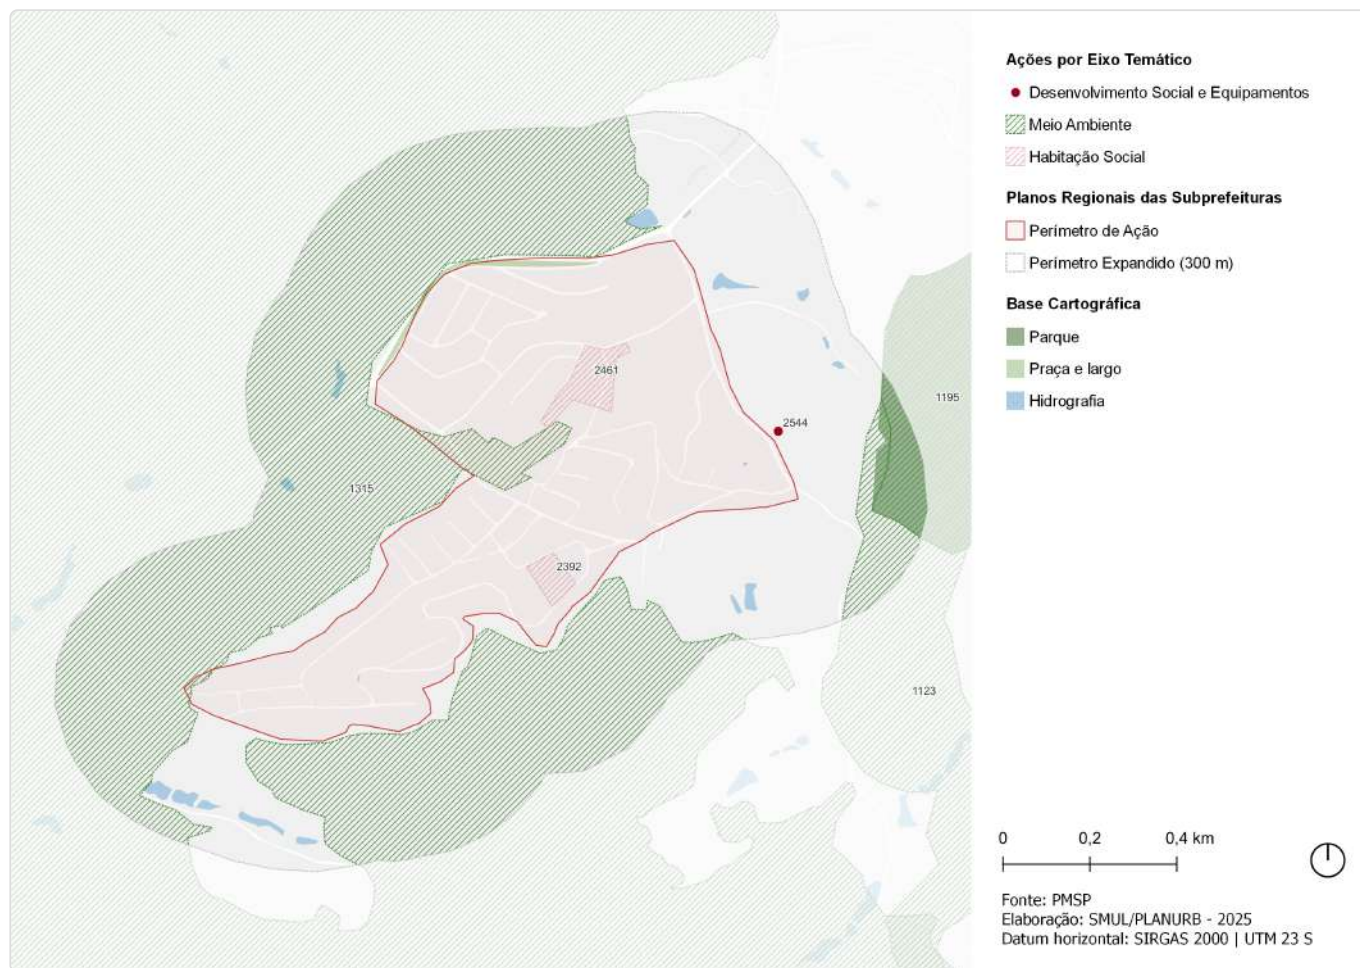 Ações por Eixo Temático
Desenvolvimento Social e Equipamentos
Meio Ambiente
Habitação Social
Planos Regionais das Subprefeituras
Perímetro de Ação
Perímetro Expandido (300 m)
Base Cartográfica
Parque
Praça e largo
Hidrografia
2461
1195
2544
1315
2392
1123
0 0,2 0,4 km
Fonte: PMSP
Elaboração: SMUL/PLANURB - 2025
Datum horizontal: SIRGAS 2000 | UTM 23 S